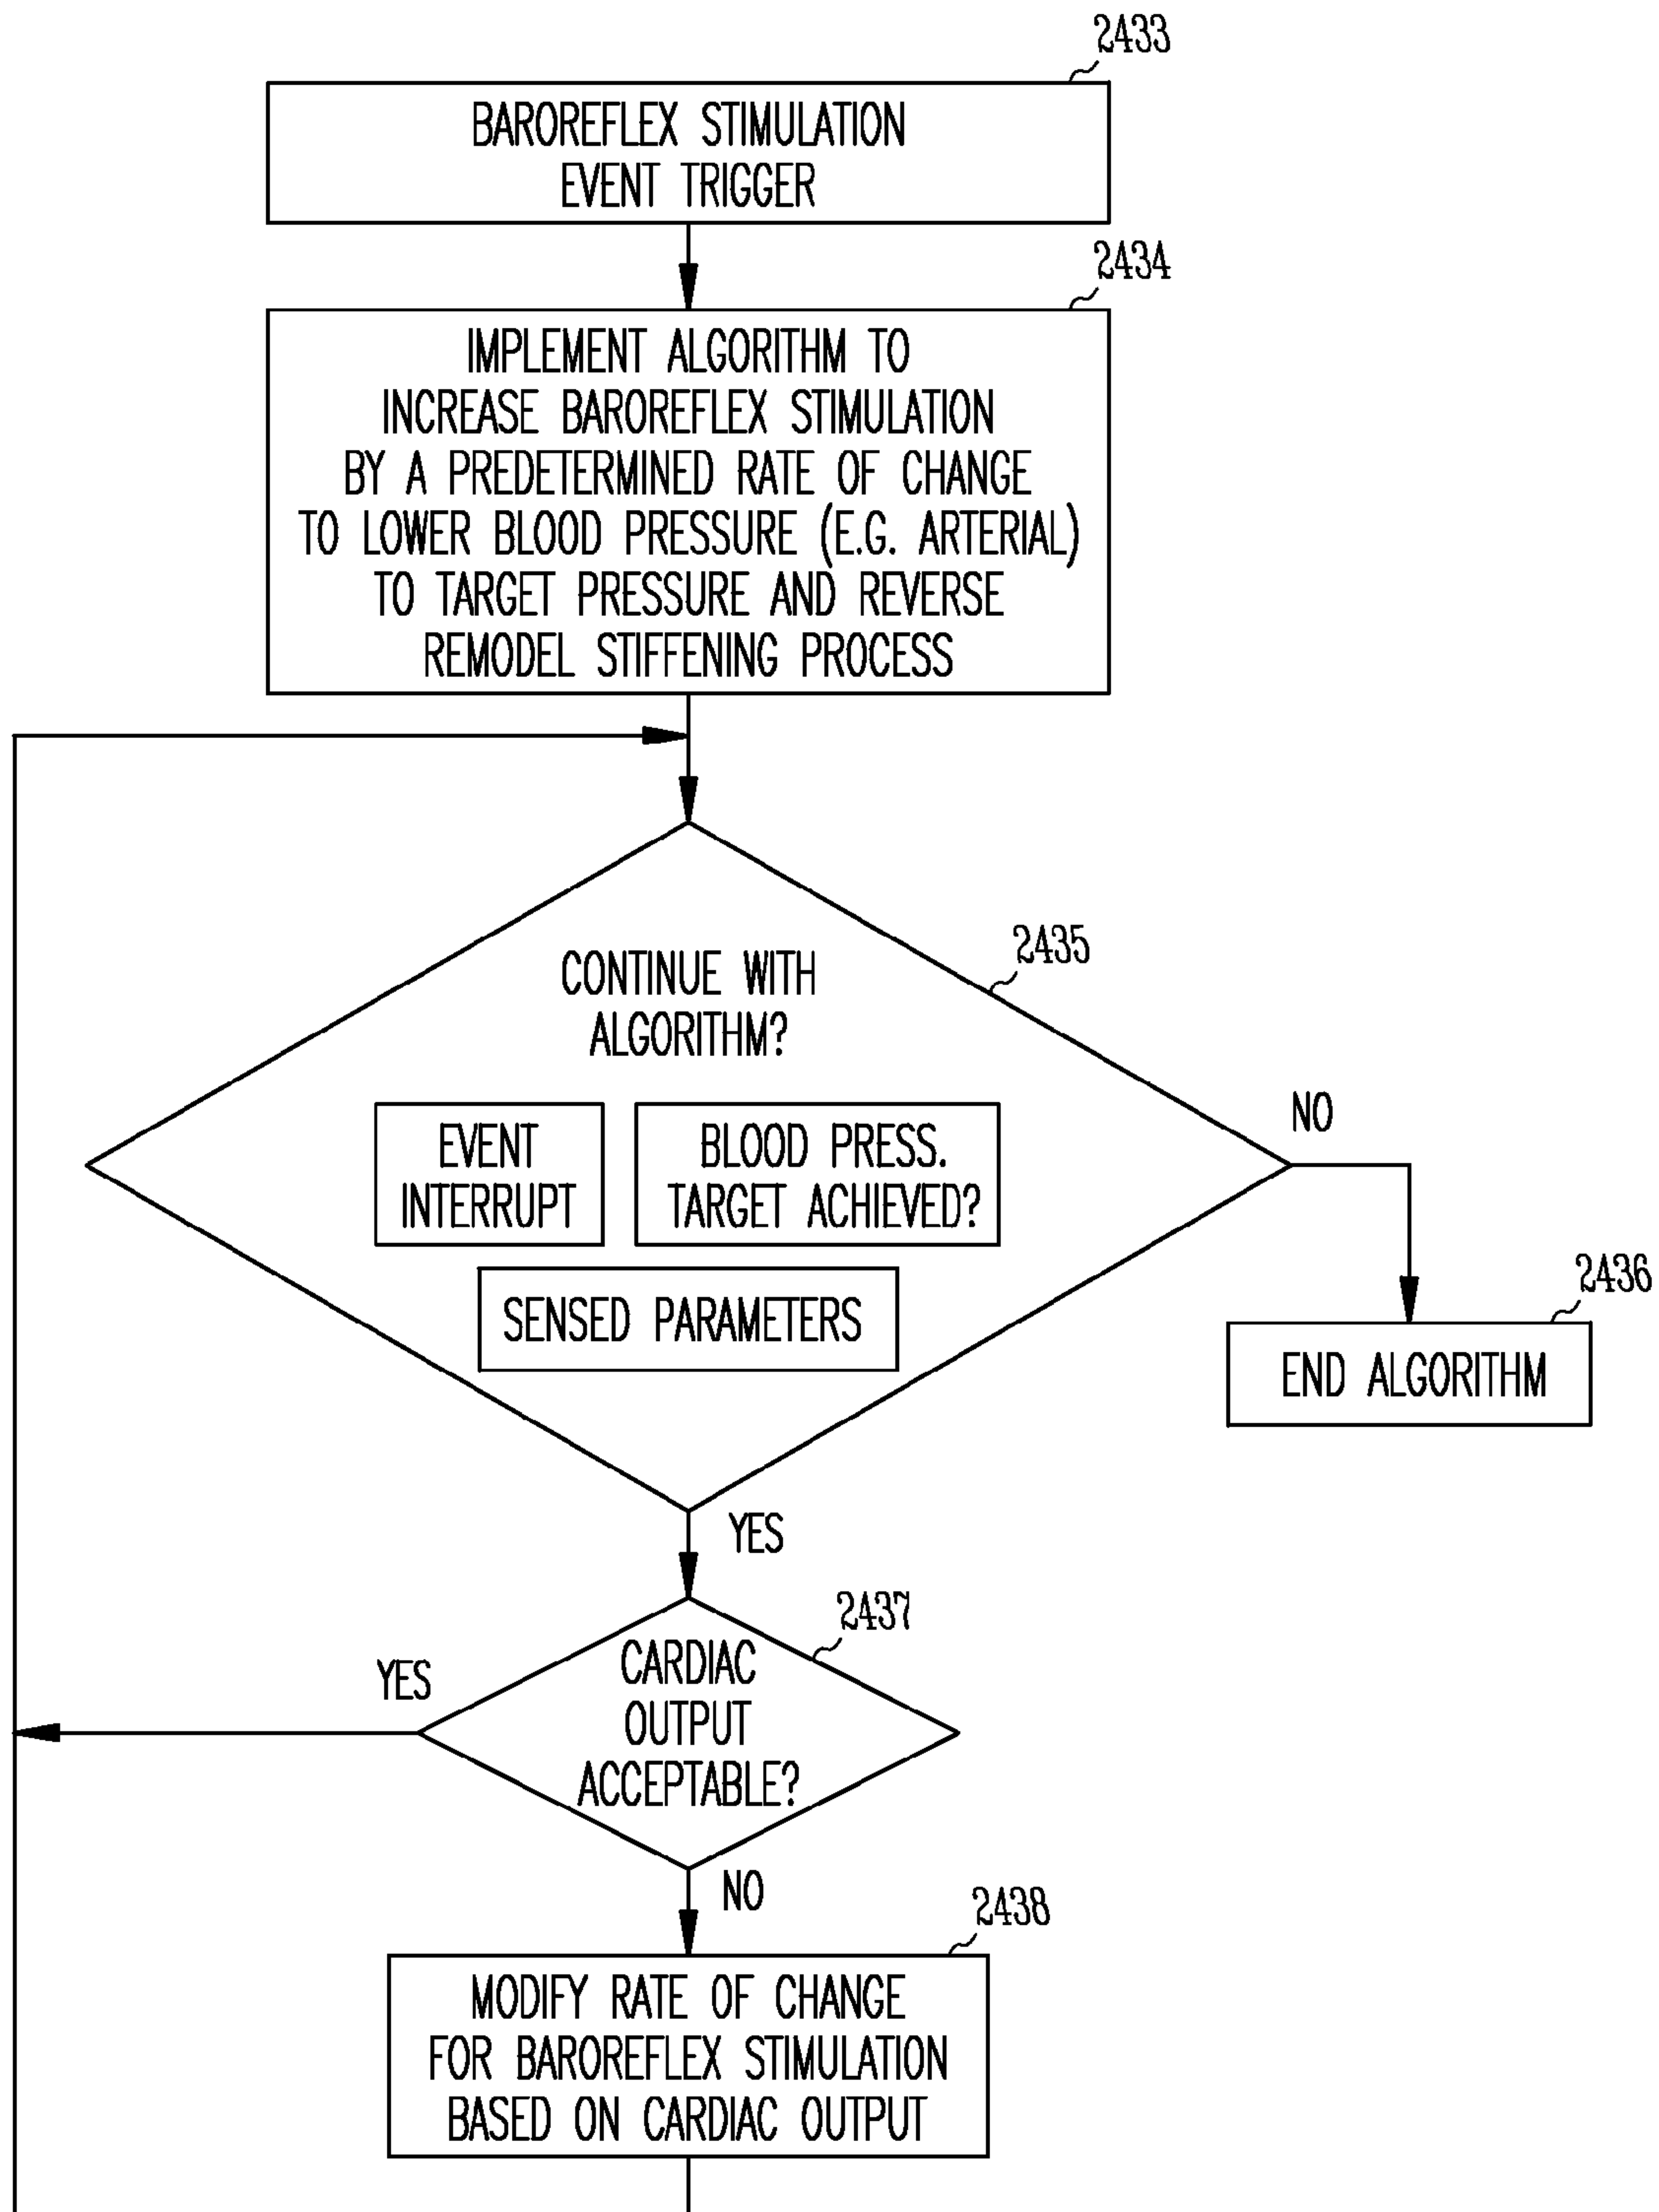 2433
BAROREFLEX STIMULATION
EVENT TRIGGER
2434
IMPLEMENT ALGORITHM TO
INCREASE BAROREFLEX STIMULATION
BY A PREDETERMINED RATE OF CHANGE
TO LOWER BLOOD PRESSURE (E.G. ARTERIAL)
TO TARGET PRESSURE AND REVERSE
REMODEL STIFFENING PROCESS
2435
CONTINUE WITH
ALGORITHM?
EVENT
INTERRUPT
BLOOD PRESS.
TARGET ACHIEVED?
SENSED PARAMETERS
NO
2436
END ALGORITHM
YES
2437
CARDIAC
OUTPUT
ACCEPTABLE?
YES
NO
2438
MODIFY RATE OF CHANGE
FOR BAROREFLEX STIMULATION
BASED ON CARDIAC OUTPUT